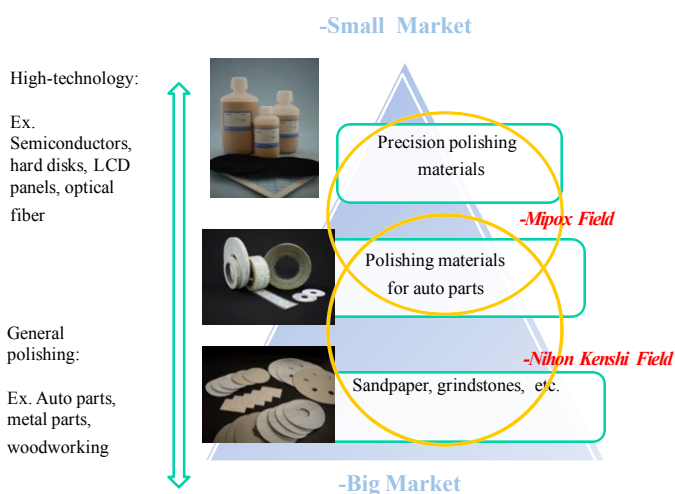 -Small Market
High-technology:
Ex.
Semiconductors,
hard disks, LCD
panels, optical
fiber
Precision polishing
materials
-Mipox Field
Polishing materials
for auto parts
General
polishing:
-Nihon Kenshi Field
Sandpaper, grindstones, etc.
Ex. Auto parts,
metal parts,
woodworking
-Big Market